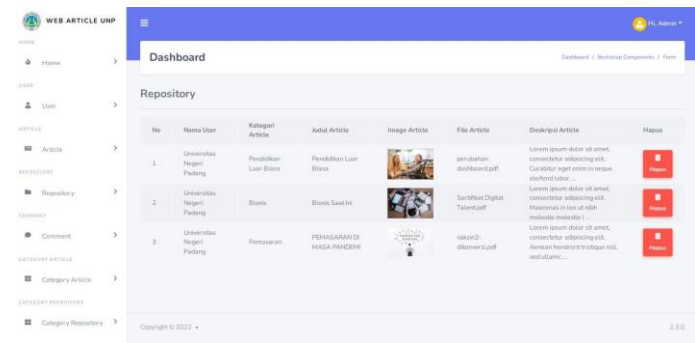 WEB ARTICLE UNP
Hi, Admin
HOME
Home
USER
User
ARTICLE
Article
REPOSITORY
Repository
COMMENT
Comment
CATEGORY ARTICLE
Category Article
CATEGORY REPOSITORY
Category Repository
Dashboard
Dashboard / Bootstrap Components / Form
Repository
No Nama User Kategori Article Judul Article Image Article File Article Deskripsi Article Hapus
1 Universitas Negeri Padang Pendidikan Luar Biasa Pendidikan Luar Biasa perubahan dashboard.pdf
Lorem ipsum dolor sit amet,
consectetur adipiscing elit.
Curabitur eget enim in neque
eleifend lobor ...
Hapus
2 Universitas Negeri Padang Bisnis Bisnis Saat Ini Sertifikat Digital Talent.pdf
Lorem ipsum dolor sit amet,
consectetur adipiscing elit.
Maecenas in leo ut nibh
molestie molestie i ...
Hapus
3 Universitas Negeri Padang Pemasaran PEMASARAN DI MASA PANDEMI vaksin2-dikonversi.pdf
Lorem ipsum dolor sit amet,
consectetur adipiscing elit.
Aenean hendrerit tristique nisl,
sed ullamc ...
Hapus
Copyright © 2022
2.3.0